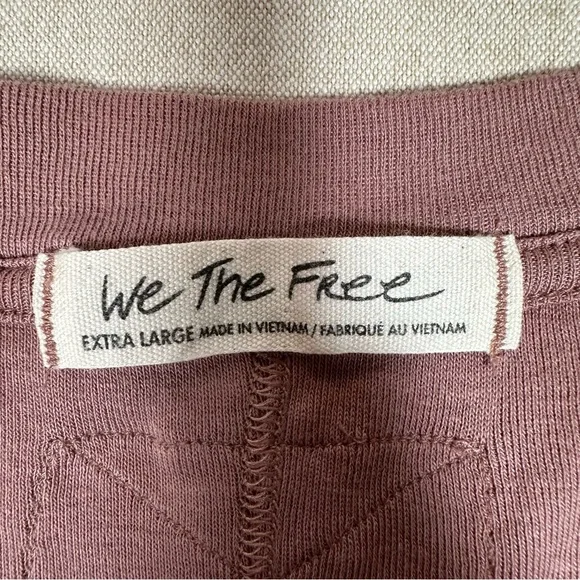 We The Free
EXTRA LARGE MADE IN VIETNAM / FABRIQUÉ AU VIETNAM